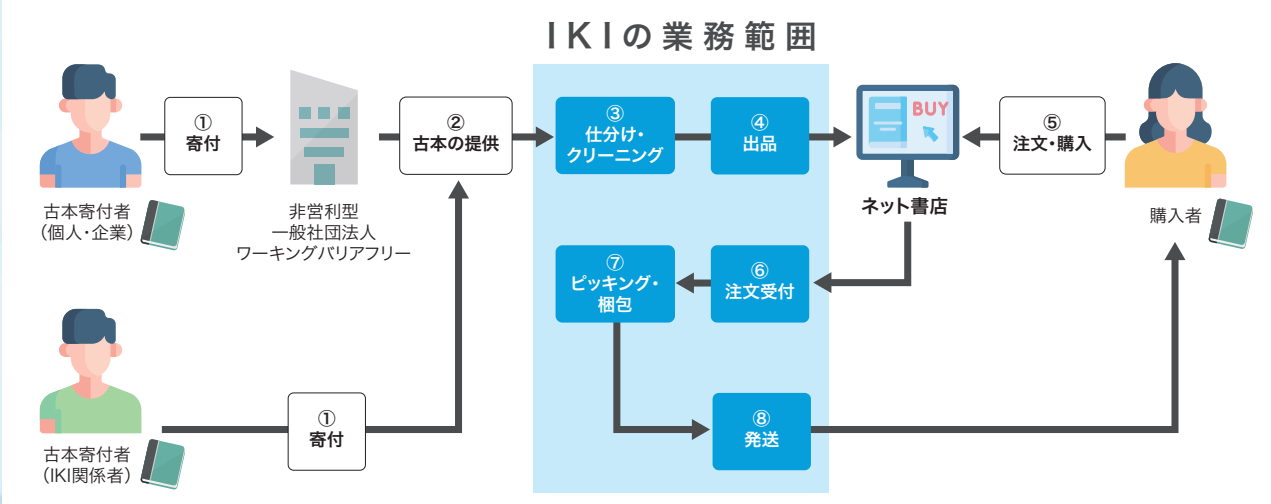 IKIの業務範囲
①
寄付
②
古本の提供
③
仕分け・
クリーニング
④
出品
BUY
⑤
注文・購入
古本寄付者
（個人・企業）
非営利型
一般社団法人
ワーキングバリアフリー
ネット書店
購入者
⑦
ピッキング・
梱包
⑥
注文受付
①
寄付
⑧
発送
古本寄付者
（IKI関係者）